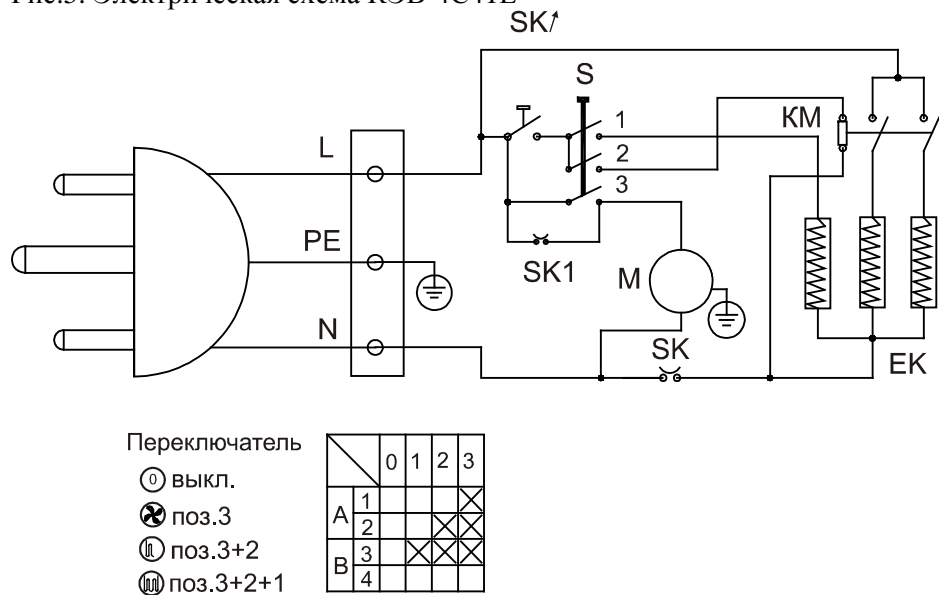 SK
S
1
KM
L
2
3
PE
SK1
M
N
SK
EK
Переключатель
0 выкл.
поз.3
поз.3+2
поз.3+2+1
0 1 2 3
A 1
2
B 3
4